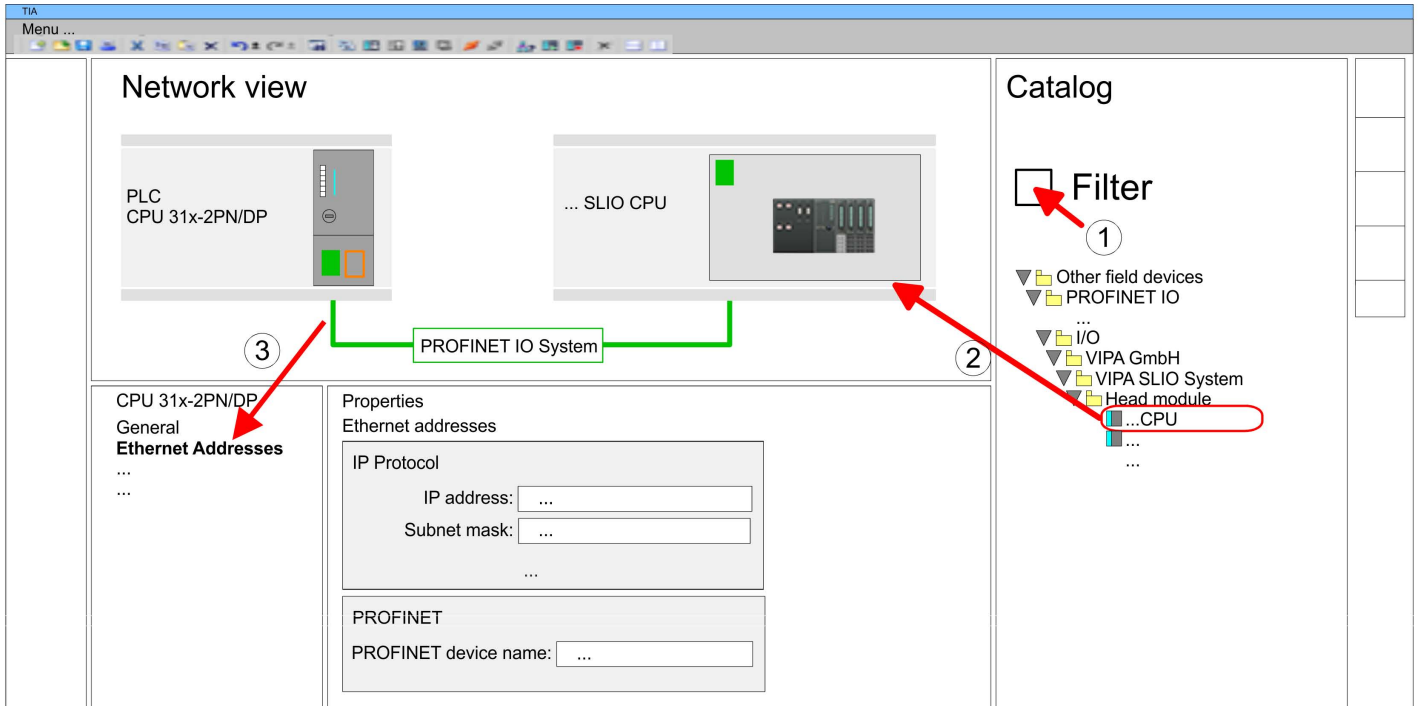 TIA
Menu ...
Network view
PLC
CPU 31x-2PN/DP
... SLIO CPU
PROFINET IO System
3
2
CPU 31x-2PN/DP
General
Ethernet Addresses
...
...
Properties
Ethernet addresses
IP Protocol
IP address: ...
Subnet mask: ...
...
PROFINET
PROFINET device name: ...
Catalog
Filter
1
Other field devices
PROFINET IO
...
I/O
VIPA GmbH
VIPA SLIO System
Head module
...CPU
...
...